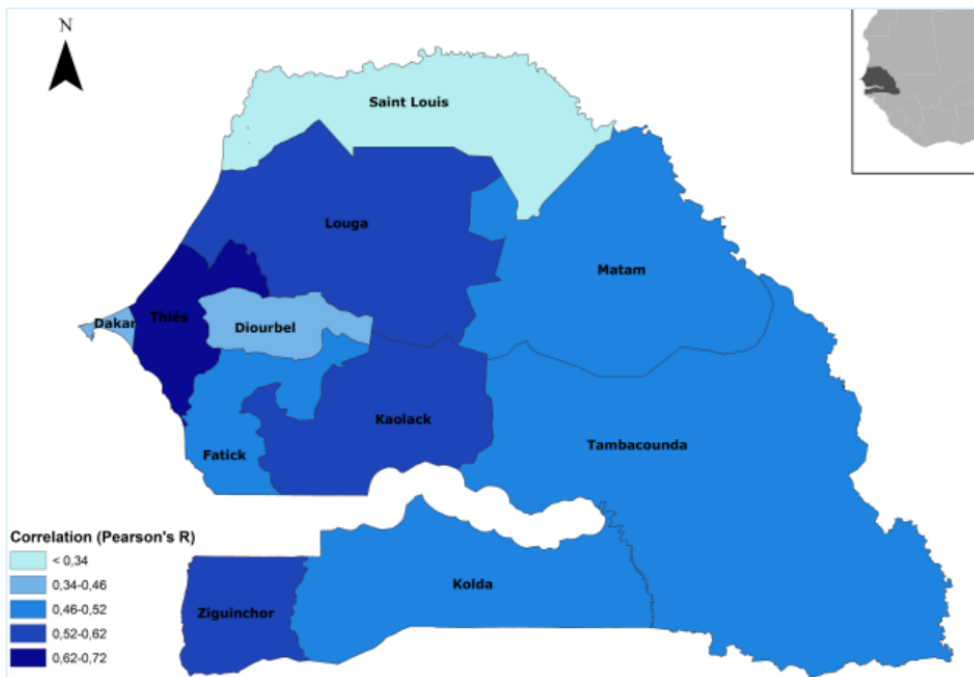 N
Saint Louis
Louga
Matam
Thiés
Dakar
Diourbel
Kaolack
Tambacounda
Fatick
Correlation (Pearson's R)
< 0,34
0,34-0,46
0,46-0,52
0,52-0,62
0,62-0,72
Kolda
Ziguinchor